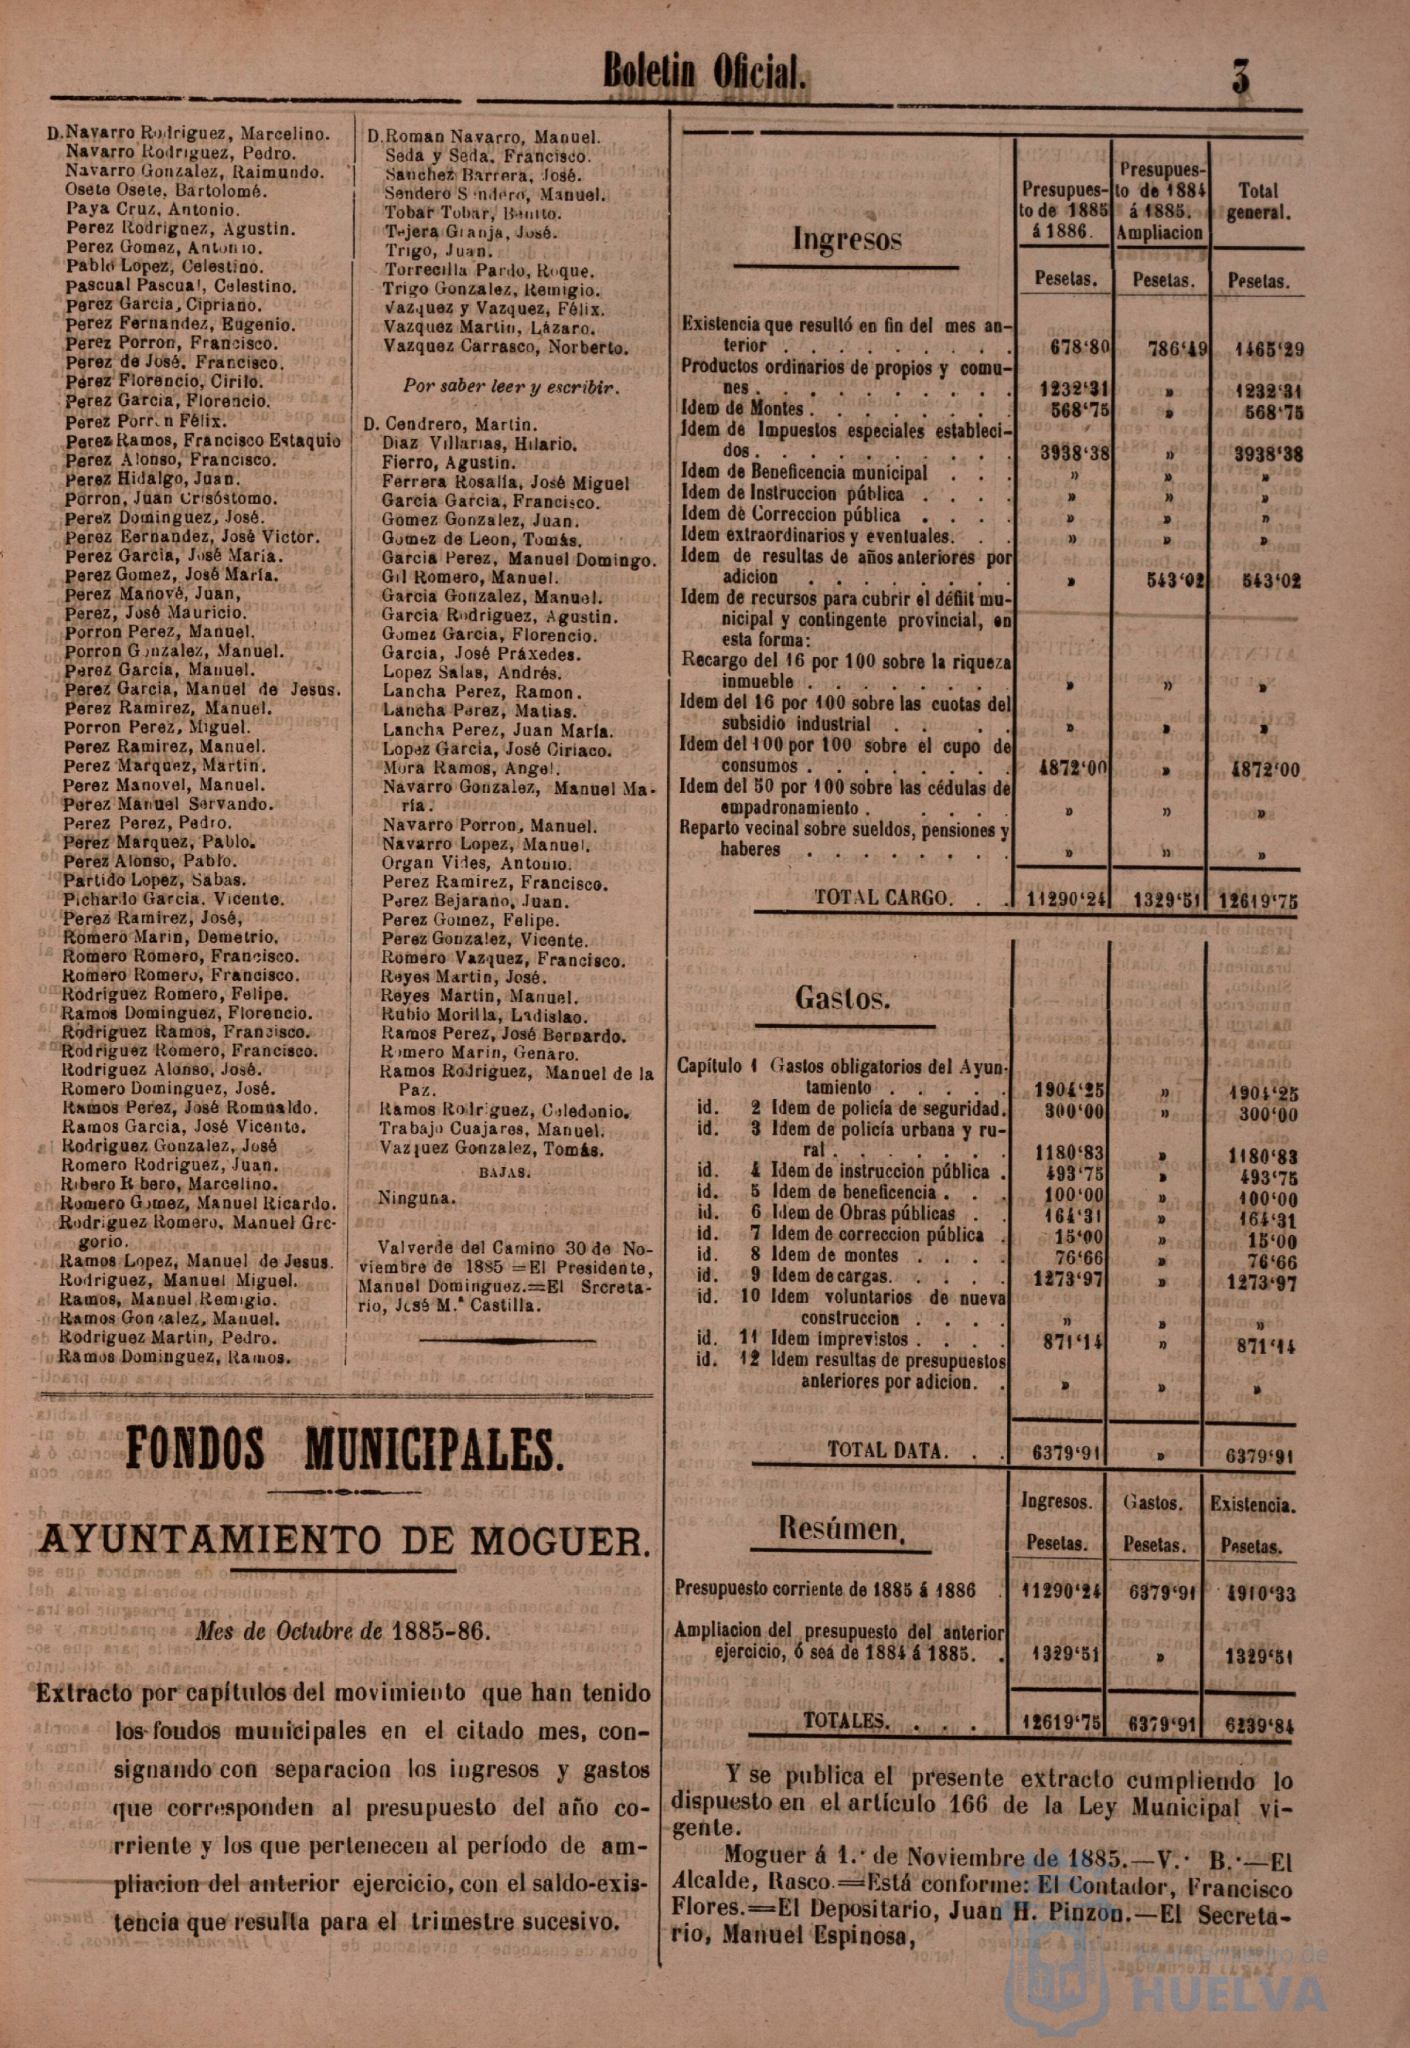 Boletin Oficial.
3
D. Navarro Rodriguez, Marcelino.
Navarro Rodriguez, Pedro.
Navarro Gonzalez, Raimundo.
Osete Osete, Bartolomé.
Paya Cruz, Antonio.
Perez Rodriguez, Agustin.
Perez Gomez, Antonio.
Pablo Lopez, Celestino.
Pascual Pascual, Celestino.
Perez Garcia, Cipriano.
Perez Fernandez, Eugenio.
Perez Porron, Francisco.
Perez de José, Francisco.
Perez Florencio, Cirilo.
Perez Garcia, Florencio.
Perez Porron Félix.
Perez Ramos, Francisco Estaquio
Perez Alonso, Francisco.
Perez Hidalgo, Juan.
Porron, Juan Crisóstomo.
Perez Dominguez, José.
Perez Eernandez, José Victor.
Perez Garcia, José María.
Perez Gomez, José María.
Perez Manové, Juan,
Perez, José Mauricio.
Porron Perez, Manuel.
Porron Gonzalez, Manuel.
Perez Garcia, Manuel.
Perez Garcia, Manuel de Jesus.
Perez Ramirez, Manuel.
Porron Perez, Miguel.
Perez Ramirez, Manuel.
Perez Marquez, Martin.
Perez Manovel, Manuel.
Perez Manuel Servando.
Perez Perez, Pedro.
Perez Marquez, Pablo.
Perez Alonso, Pablo.
Partido Lopez, Sabas.
Pichardo Garcia, Vicente.
Perez Ramirez, José,
Romero Marin, Demetrio.
Romero Romero, Francisco.
Romero Romero, Francisco.
Rodriguez Romero, Felipe.
Ramos Dominguez, Florencio.
Rodriguez Ramos, Francisco.
Rodriguez Romero, Francisco.
Rodriguez Alonso, José.
Romero Dominguez, José.
Ramos Perez, José Romualdo.
Ramos Garcia, José Vicente.
Rodriguez Gonzalez, José
Romero Rodriguez, Juan.
Ribero Ribero, Marcelino.
Romero Gomez, Manuel Ricardo.
Rodriguez Romero, Manuel Gre-
gorio.
Ramos Lopez, Manuel de Jesus.
Rodriguez, Manuel Miguel.
Ramos, Manuel Remigio.
Ramos Gonzalez, Manuel.
Rodriguez Martin, Pedro.
Ramos Dominguez, Ramos.
D. Roman Navarro, Manuel.
Seda y Seda, Francisco.
Sanchez Barrera, José.
Sendero Sendero, Manuel.
Tobar Tobar, Benito.
Tejera Granja, José.
Trigo, Juan.
Torrecilla Pardo, Roque.
Trigo Gonzalez, Remigio.
Vazquez y Vazquez, Félix.
Vazquez Martin, Lázaro.
Vazquez Carrasco, Norberto.
Por saber leer y escribir.
D. Cendrero, Martin.
Diaz Villarias, Hilario.
Fierro, Agustin.
Ferrera Rosalía, José Miguel
Garcia Garcia, Francisco.
Gomez Gonzalez, Juan.
Gomez de Leon, Tomás.
Garcia Perez, Manuel Domingo.
Gil Romero, Manuel.
Garcia Gonzalez, Manuel.
Garcia Rodriguez, Agustin.
Gomez Garcia, Florencio.
Garcia, José Práxedes.
Lopez Salas, Andrés.
Lancha Perez, Ramon.
Lancha Perez, Matias.
Lancha Perez, Juan María.
Lopez Garcia, José Ciriaco.
Mora Ramos, Angel.
Navarro Gonzalez, Manuel Ma-
ría.
Navarro Porron, Manuel.
Navarro Lopez, Manuel.
Organ Vides, Antonio.
Perez Ramirez, Francisco.
Perez Bejarano, Juan.
Perez Gomez, Felipe.
Perez Gonzalez, Vicente.
Romero Vazquez, Francisco.
Reyes Martin, José.
Reyes Martin, Manuel.
Rubio Morilla, Ladislao.
Ramos Perez, José Bernardo.
Romero Marin, Genaro.
Ramos Rodriguez, Manuel de la
Paz.
Ramos Rodriguez, Celedonio.
Trabajo Cuajares, Manuel.
Vazquez Gonzalez, Tomás.
BAJAS.
Ninguna.
Valverde del Camino 30 de No-
viembre de 1885=El Presidente,
Manuel Dominguez.=El Srcreta-
rio, José M.ª Castilla.
FONDOS MUNICIPALES.
AYUNTAMIENTO DE MOGUER.
Mes de Octubre de 1885-86.
Extracto por capítulos del movimiento que han tenido
los fondos municipales en el citado mes, con-
signando con separacion los ingresos y gastos
que corresponden al presupuesto del año co-
rriente y los que pertenecen al período de am-
pliacion del anterior ejercicio, con el saldo-exis-
tencia que resulta para el trimestre sucesivo.
Ingresos
Presupues-
to de 1885
á 1886.
Presupues-
to de 1884
á 1885.
Ampliacion
Total
general.
Pesetas. Pesetas. Pesetas.
Existencia que resultó en fin del mes an-
terior . . . . . . . . . 678'80 786'49 1465'29
Productos ordinarios de propios y comu-
nes . . . . . . . . . 1232'31 » 1232'31
Idem de Montes . . . . . . . 568'75 » 568'75
Idem de Impuestos especiales estableci-
dos . . . . . . . . . 3938'38 » 3938'38
Idem de Beneficencia municipal . . . » » »
Idem de Instruccion pública . . . . » » »
Idem de Correccion pública . . . . » » »
Idem extraordinarios y eventuales. . . » » »
Idem de resultas de años anteriores por
adicion . . . . . . . . » 543'02 543'02
Idem de recursos para cubrir el défiit mu-
nicipal y contingente provincial, en
esta forma:
Recargo del 16 por 100 sobre la riqueza
inmueble . . . . . . . . » » »
Idem del 16 por 100 sobre las cuotas del
subsidio industrial . . . . » » »
Idem del 100 por 100 sobre el cupo de
consumos . . . . . . . . 4872'00 » 4872'00
Idem del 50 por 100 sobre las cédulas de
empadronamiento . . . . . » » »
Reparto vecinal sobre sueldos, pensiones y
haberes . . . . . . . . » » »
TOTAL CARGO. . . 11290'24 1329'51 12619'75
Gastos.
Capítulo 1 Gastos obligatorios del Ayun-
tamiento . . . . . 1904'25 » 1904'25
id. 2 Idem de policía de seguridad. 300'00 » 300'00
id. 3 Idem de policía urbana y ru-
ral . . . . . . . 1180'83 » 1180'83
id. 4 Idem de instruccion pública . 493'75 » 493'75
id. 5 Idem de beneficencia . . . 100'00 » 100'00
id. 6 Idem de Obras públicas . . 164'31 » 164'31
id. 7 Idem de correccion pública . 15'00 » 15'00
id. 8 Idem de montes . . . . 76'66 » 76'66
id. 9 Idem de cargas. . . . . 1273'97 » 1273'97
id. 10 Idem voluntarios de nueva
construccion . . . . » » »
id. 11 Idem imprevistos . . . . 871'14 » 871'14
id. 12 Idem resultas de presupuestos
anteriores por adicion. . » » »
TOTAL DATA. . . 6379'91 » 6379'91
Resúmen.
Ingresos. Gastos. Existencia.
Pesetas. Pesetas. Pesetas.
Presupuesto corriente de 1885 á 1886 . 11290'24 6379'91 4910'33
Ampliacion del presupuesto del anterior
ejercicio, ó sea de 1884 á 1885. . 1329'51 » 1329'51
TOTALES. . . . 12619'75 6379'91 6239'84
Y se publica el presente extracto cumpliendo lo
dispuesto en el artículo 166 de la Ley Municipal vi-
gente.
Moguer á 1.º de Noviembre de 1885.—V.º B.º—El
Alcalde, Rasco.=Está conforme: El Contador, Francisco
Flores.=El Depositario, Juan H. Pinzon.—El Secreta-
rio, Manuel Espinosa,
Ayuntamiento de
HUELVA